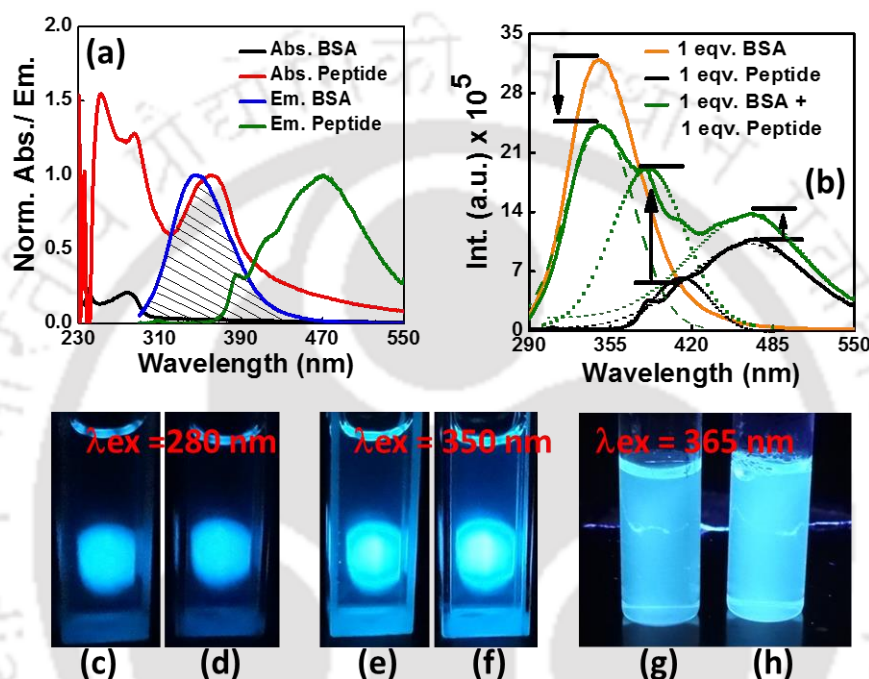 (a)
Abs. BSA
Abs. Peptide
Em. BSA
Em. Peptide
Norm. Abs./ Em.
2.0
1.5
1.0
0.5
0.0
230 310 390 470 550
Wavelength (nm)
(b)
1 eqv. BSA
1 eqv. Peptide
1 eqv. BSA +
1 eqv. Peptide
Int. (a.u.) x 10⁵
35
28
21
14
7
0
290 355 420 485 550
Wavelength (nm)
λex = 280 nm
λex = 350 nm
λex = 365 nm
(c) (d) (e) (f) (g) (h)